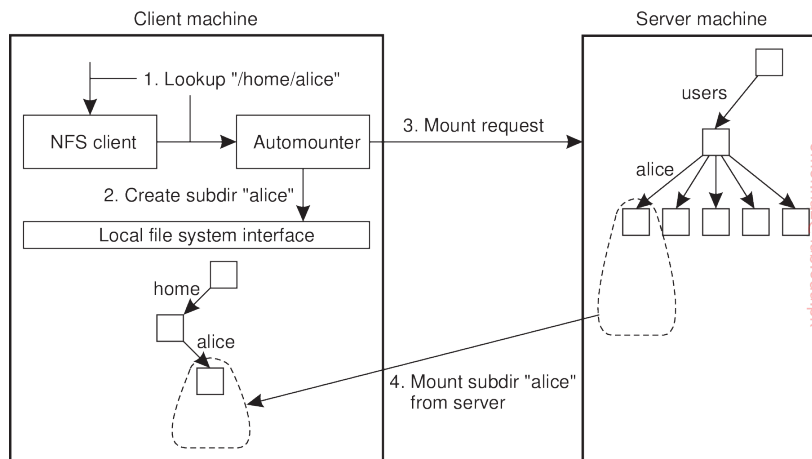 Client machine
Server machine
1. Lookup "/home/alice"
users
NFS client
Automounter
3. Mount request
alice
2. Create subdir "alice"
Local file system interface
home
alice
4. Mount subdir "alice"
from server